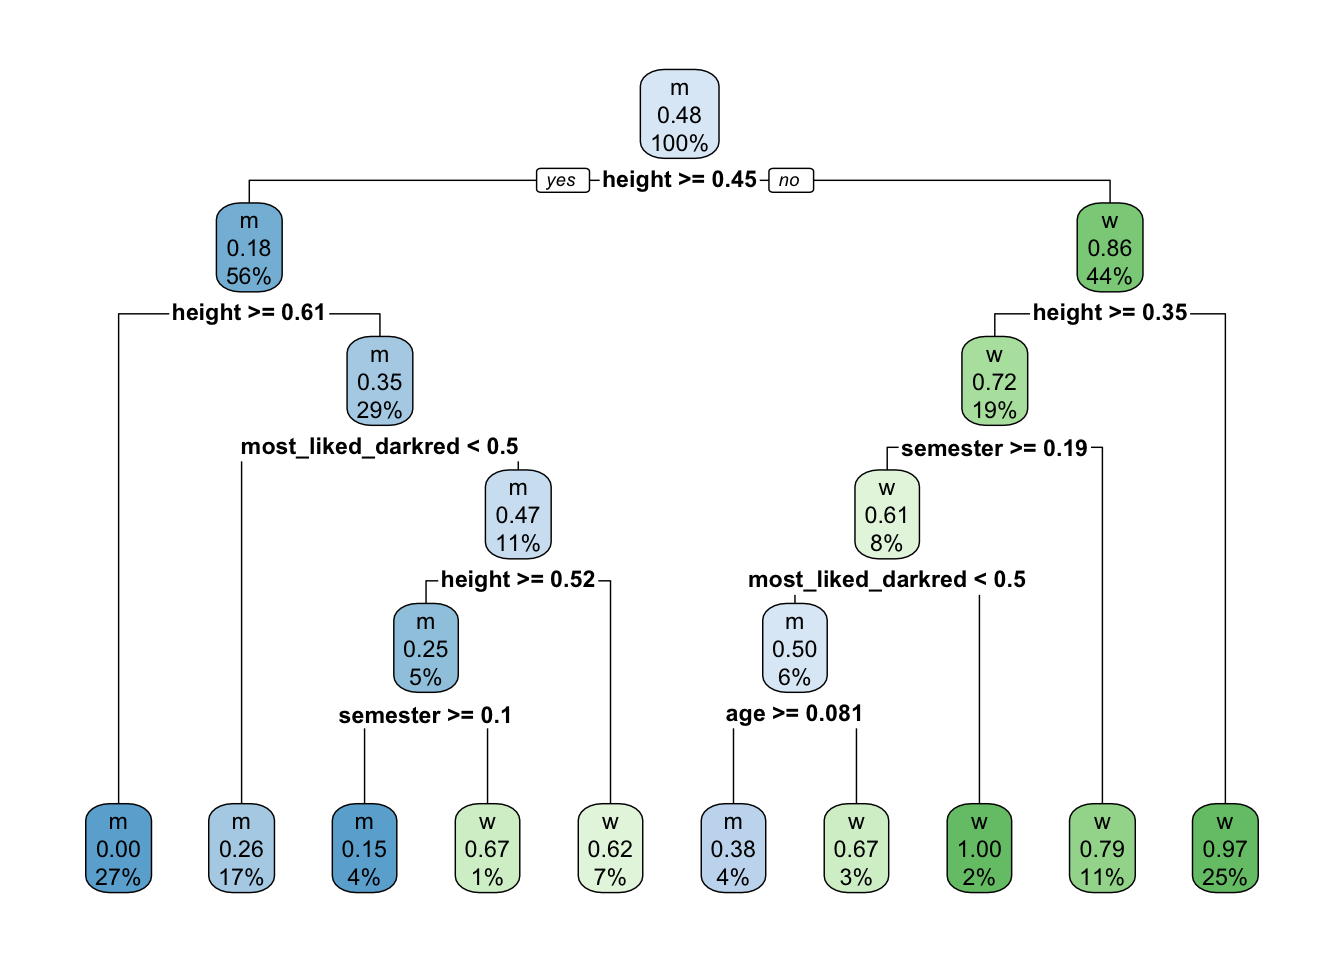 m
0.48
100%
yes height >= 0.45 no
m
0.18
56%
w
0.86
44%
height >= 0.61
height >= 0.35
m
0.35
29%
w
0.72
19%
most_liked_darkred < 0.5
semester >= 0.19
m
0.47
11%
w
0.61
8%
height >= 0.52
most_liked_darkred < 0.5
m
0.25
5%
m
0.50
6%
semester >= 0.1
age >= 0.081
m
0.00
27%
m
0.26
17%
m
0.15
4%
w
0.67
1%
w
0.62
7%
m
0.38
4%
w
0.67
3%
w
1.00
2%
w
0.79
11%
w
0.97
25%